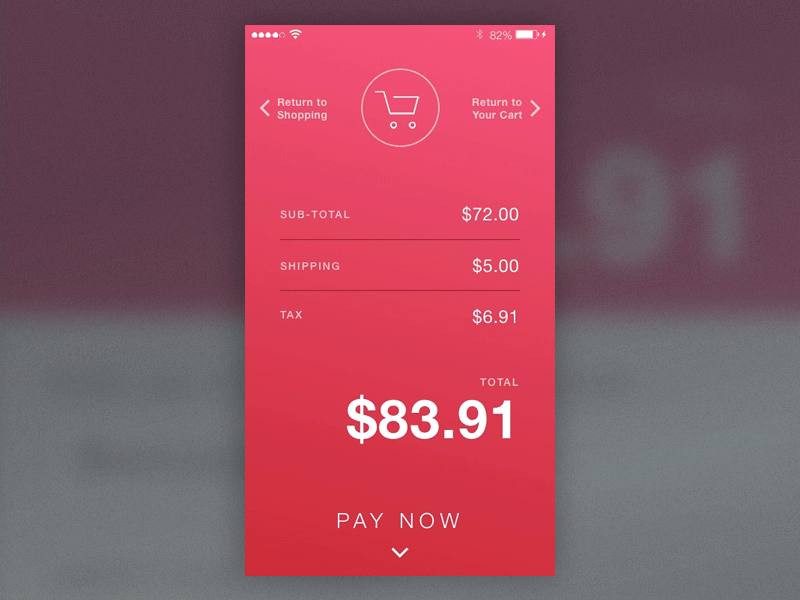 82%
Return to
Shopping
Return to
Your Cart
SUB-TOTAL $72.00
SHIPPING $5.00
TAX $6.91
TOTAL
$83.91
PAY NOW
.91